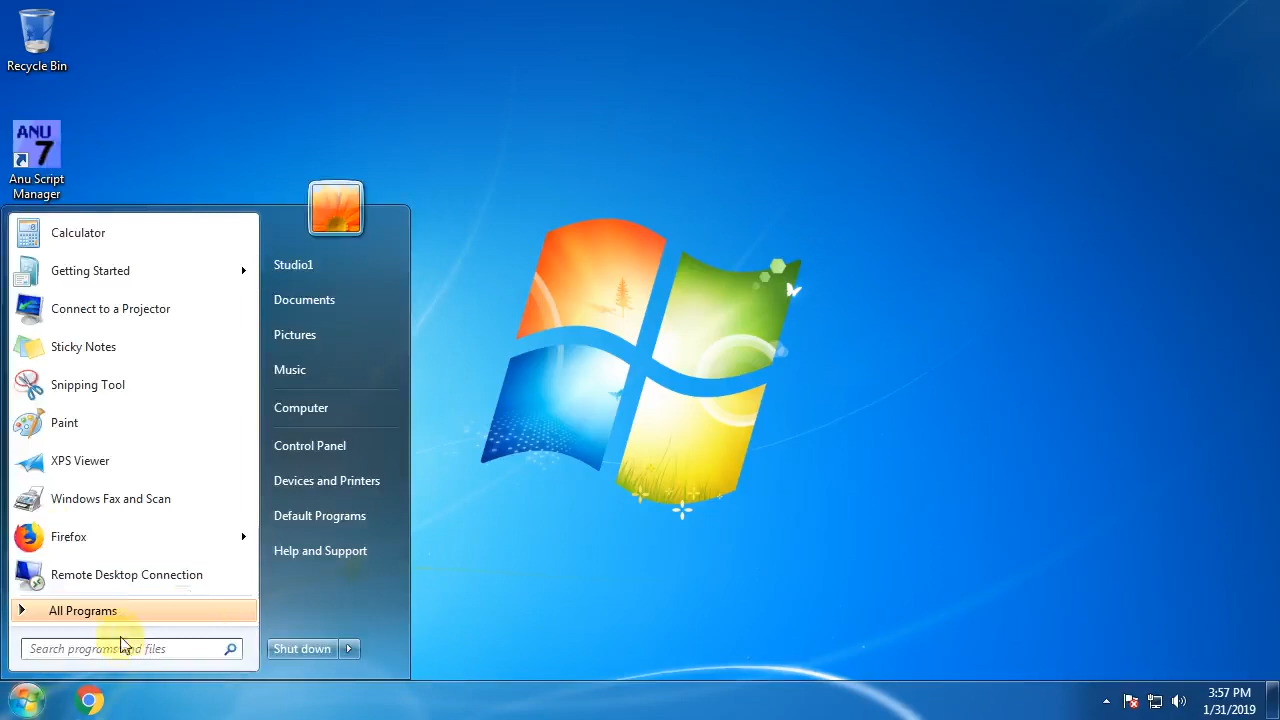 Recycle Bin
ANU
7
Anu Script
Manager
Calculator
Getting Started
Connect to a Projector
Sticky Notes
Snipping Tool
Paint
XPS Viewer
Windows Fax and Scan
Firefox
Remote Desktop Connection
All Programs
Search programs and files
Studio1
Documents
Pictures
Music
Computer
Control Panel
Devices and Printers
Default Programs
Help and Support
Shut down
3:57 PM
1/31/2019